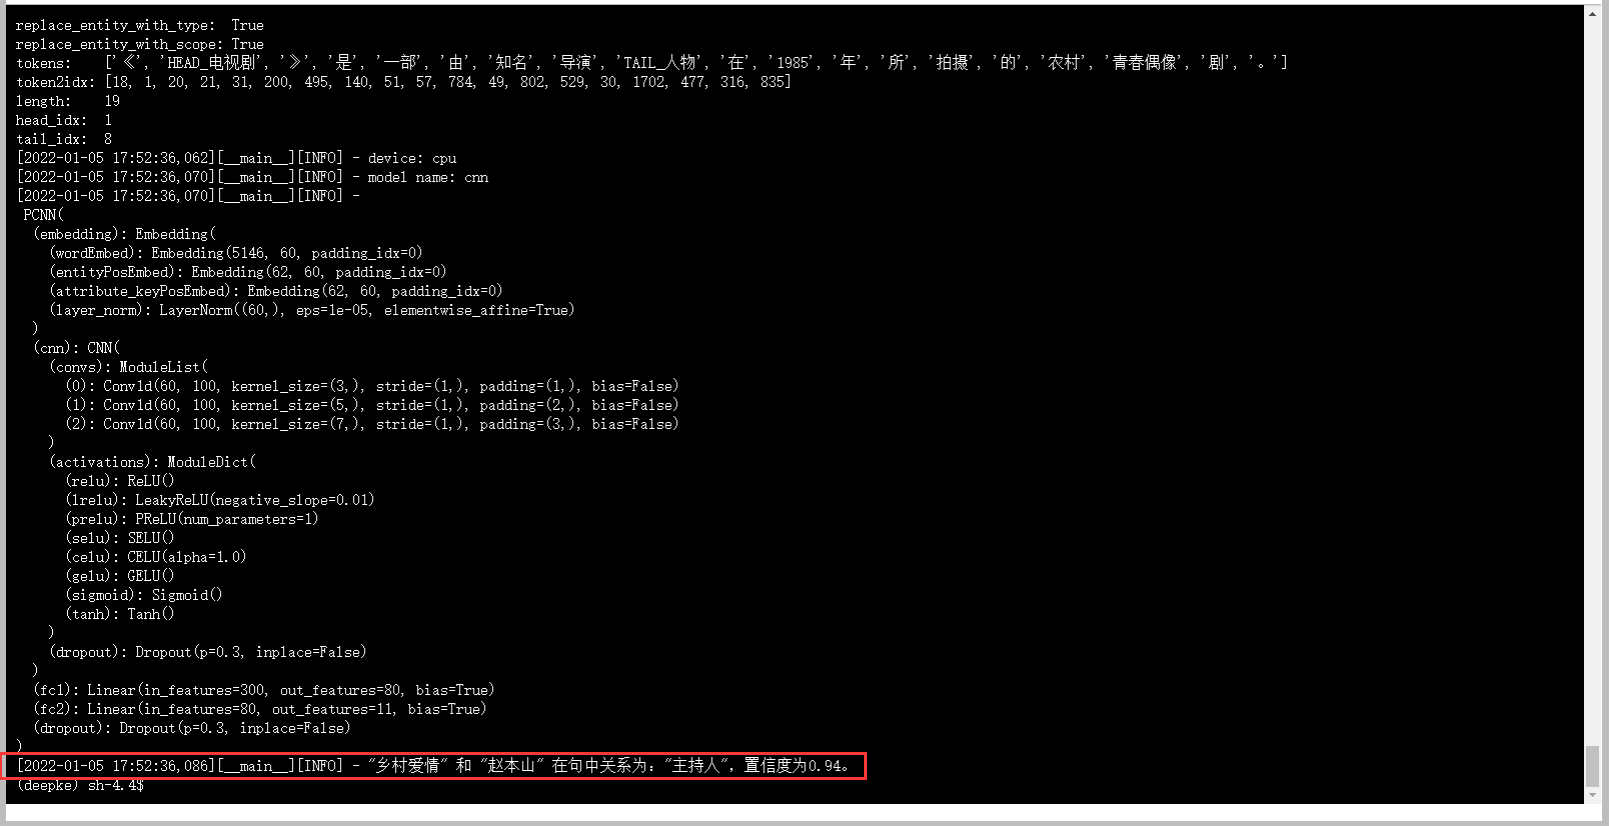 replace_entity_with_type:  True
replace_entity_with_scope: True
tokens:    ['《', 'HEAD_电视剧', '》', '是', '一部', '由', '知名', '导演', 'TAIL_人物', '在', '1985', '年', '所', '拍摄', '的', '农村', '青春偶像', '剧', '。']
token2idx: [18, 1, 20, 21, 31, 200, 495, 140, 51, 57, 784, 49, 802, 529, 30, 1702, 477, 316, 835]
length:    19
head_idx:  1
tail_idx:  8
[2022-01-05 17:52:36,062][__main__][INFO] - device: cpu
[2022-01-05 17:52:36,070][__main__][INFO] - model name: cnn
[2022-01-05 17:52:36,070][__main__][INFO] -
 PCNN(
  (embedding): Embedding(
    (wordEmbed): Embedding(5146, 60, padding_idx=0)
    (entityPosEmbed): Embedding(62, 60, padding_idx=0)
    (attribute_keyPosEmbed): Embedding(62, 60, padding_idx=0)
    (layer_norm): LayerNorm((60,), eps=1e-05, elementwise_affine=True)
  )
  (cnn): CNN(
    (convs): ModuleList(
      (0): Conv1d(60, 100, kernel_size=(3,), stride=(1,), padding=(1,), bias=False)
      (1): Conv1d(60, 100, kernel_size=(5,), stride=(1,), padding=(2,), bias=False)
      (2): Conv1d(60, 100, kernel_size=(7,), stride=(1,), padding=(3,), bias=False)
    )
    (activations): ModuleDict(
      (relu): ReLU()
      (lrelu): LeakyReLU(negative_slope=0.01)
      (prelu): PReLU(num_parameters=1)
      (selu): SELU()
      (celu): CELU(alpha=1.0)
      (gelu): GELU()
      (sigmoid): Sigmoid()
      (tanh): Tanh()
    )
    (dropout): Dropout(p=0.3, inplace=False)
  )
  (fc1): Linear(in_features=300, out_features=80, bias=True)
  (fc2): Linear(in_features=80, out_features=11, bias=True)
  (dropout): Dropout(p=0.3, inplace=False)
)
[2022-01-05 17:52:36,086][__main__][INFO] - "乡村爱情" 和 "赵本山" 在句中关系为："主持人"，置信度为0.94。
(deepke) sh-4.4$